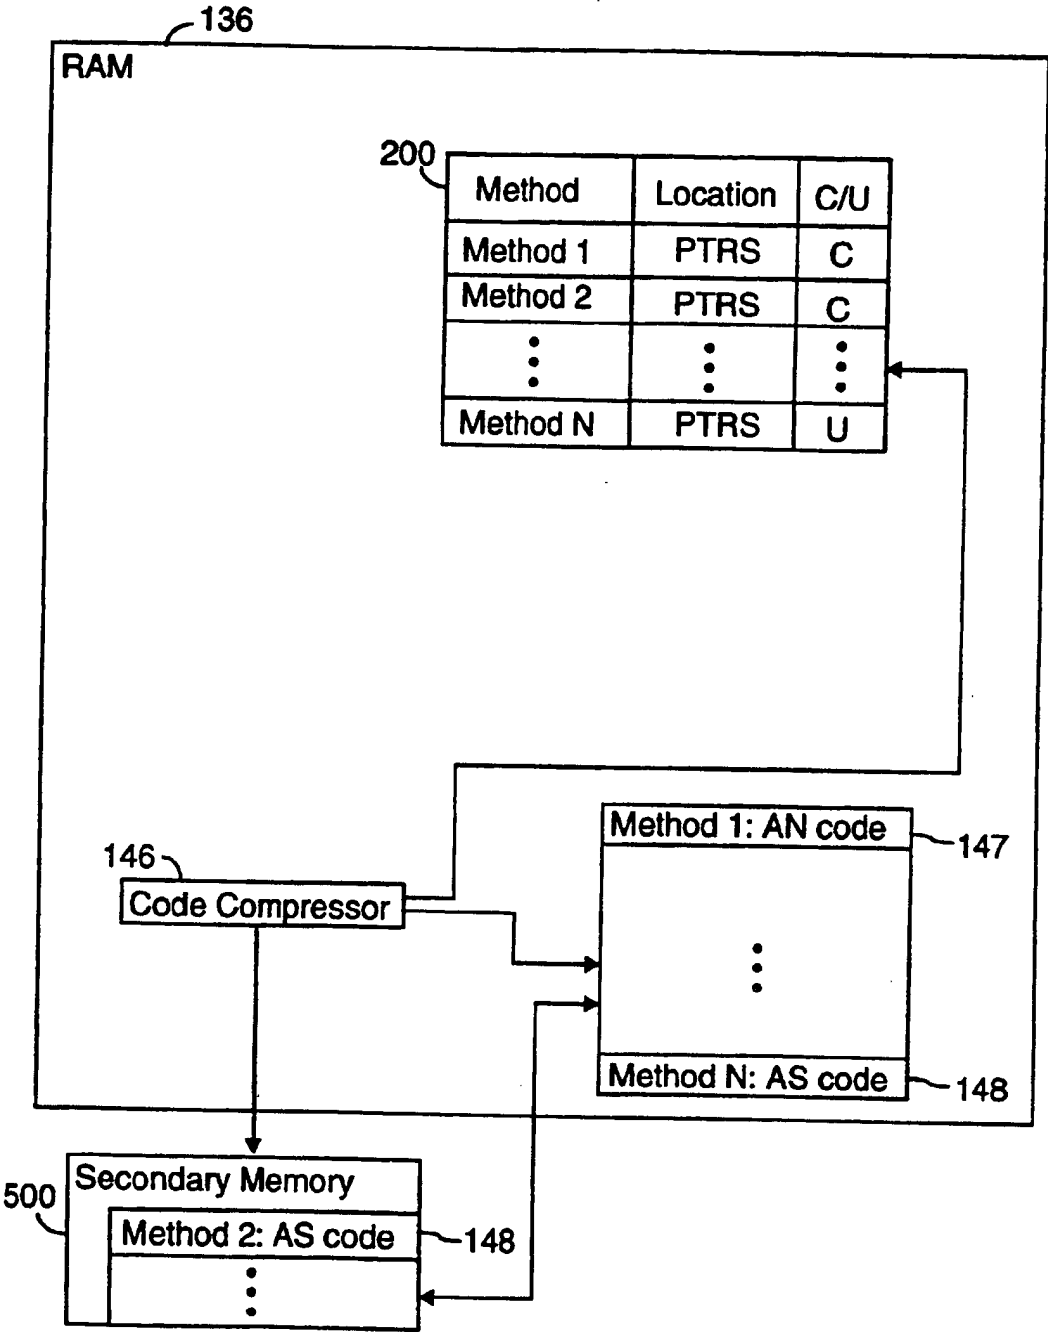 136
RAM
200
Method Location C/U
Method 1 PTRS C
Method 2 PTRS C
Method N PTRS U
Method 1: AN code
147
146
Code Compressor
Method N: AS code
148
Secondary Memory
500
Method 2: AS code
148